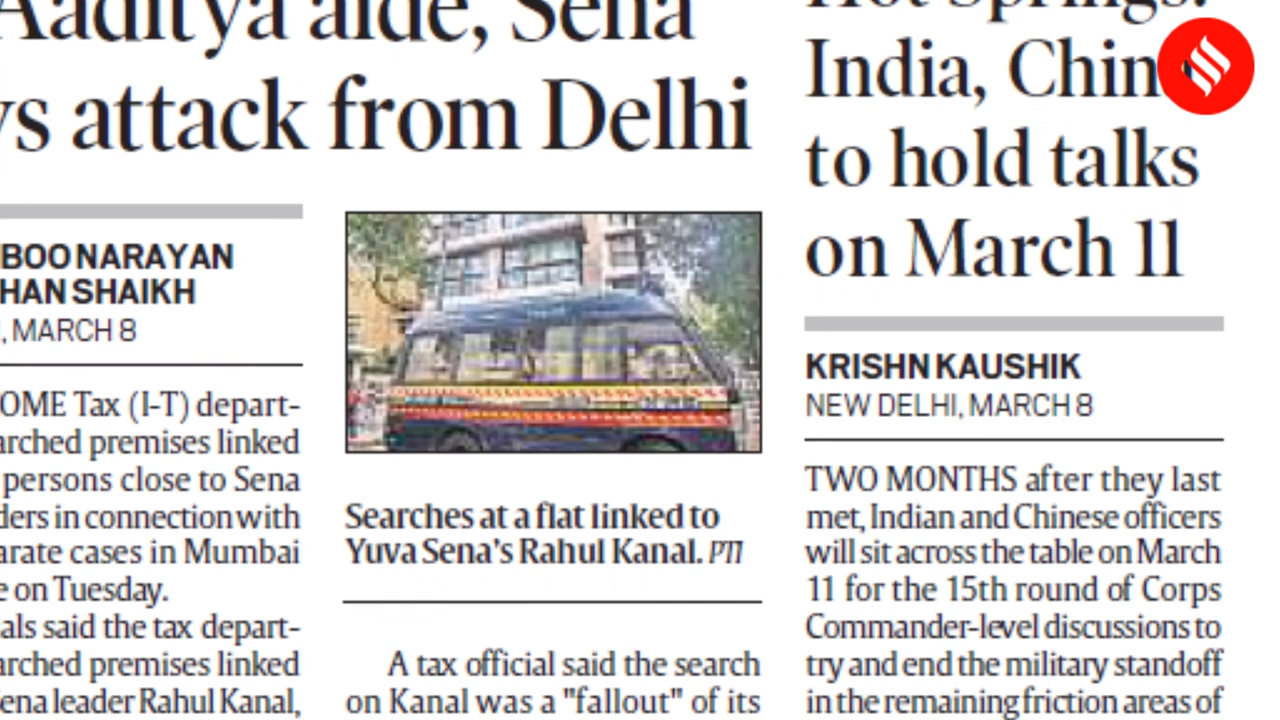 Aaditya aide, Sena
s attack from Delhi
BOO NARAYAN
HAN SHAIKH
, MARCH 8
OME Tax (I-T) depart-
arched premises linked
persons close to Sena
ders in connection with
arate cases in Mumbai
e on Tuesday.
als said the tax depart-
arched premises linked
ena leader Rahul Kanal,
Searches at a flat linked to
Yuva Sena's Rahul Kanal. PTI
A tax official said the search
on Kanal was a "fallout" of its
Hot Springs:
India, Chin
to hold talks
on March 11
KRISHN KAUSHIK
NEW DELHI, MARCH 8
TWO MONTHS after they last
met, Indian and Chinese officers
will sit across the table on March
11 for the 15th round of Corps
Commander-level discussions to
try and end the military standoff
in the remaining friction areas of